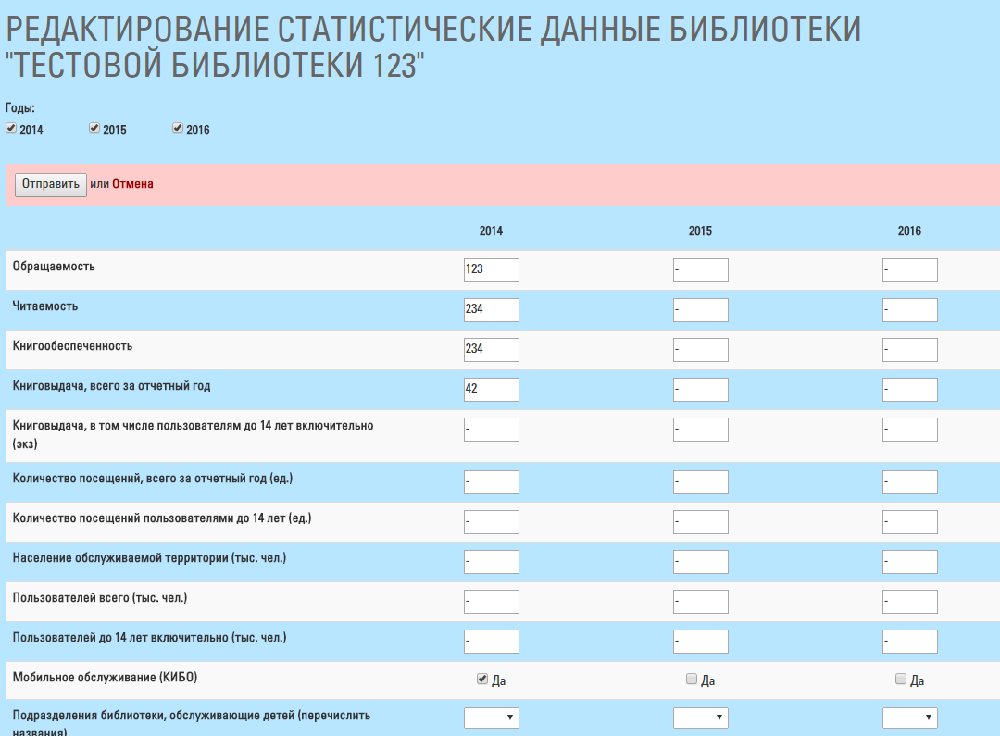 РЕДАКТИРОВАНИЕ СТАТИСТИЧЕСКИЕ ДАННЫЕ БИБЛИОТЕКИ
"ТЕСТОВОЙ БИБЛИОТЕКИ 123"
Годы:
2014 2015 2016
Отправить или Отмена
2014 2015 2016
Обращаемость 123 - -
Читаемость 234 - -
Книгообеспеченность 234 - -
Книговыдача, всего за отчетный год 42 - -
Книговыдача, в том числе пользователям до 14 лет включительно - - -
(экз)
Количество посещений, всего за отчетный год (ед.) - - -
Количество посещений пользователями до 14 лет (ед.) - - -
Население обслуживаемой территории (тыс. чел.) - - -
Пользователей всего (тыс. чел.) - - -
Пользователей до 14 лет включительно (тыс. чел.) - - -
Мобильное обслуживание (КИБО) Да Да Да
Подразделения библиотеки, обслуживающие детей (перечислить
названия)